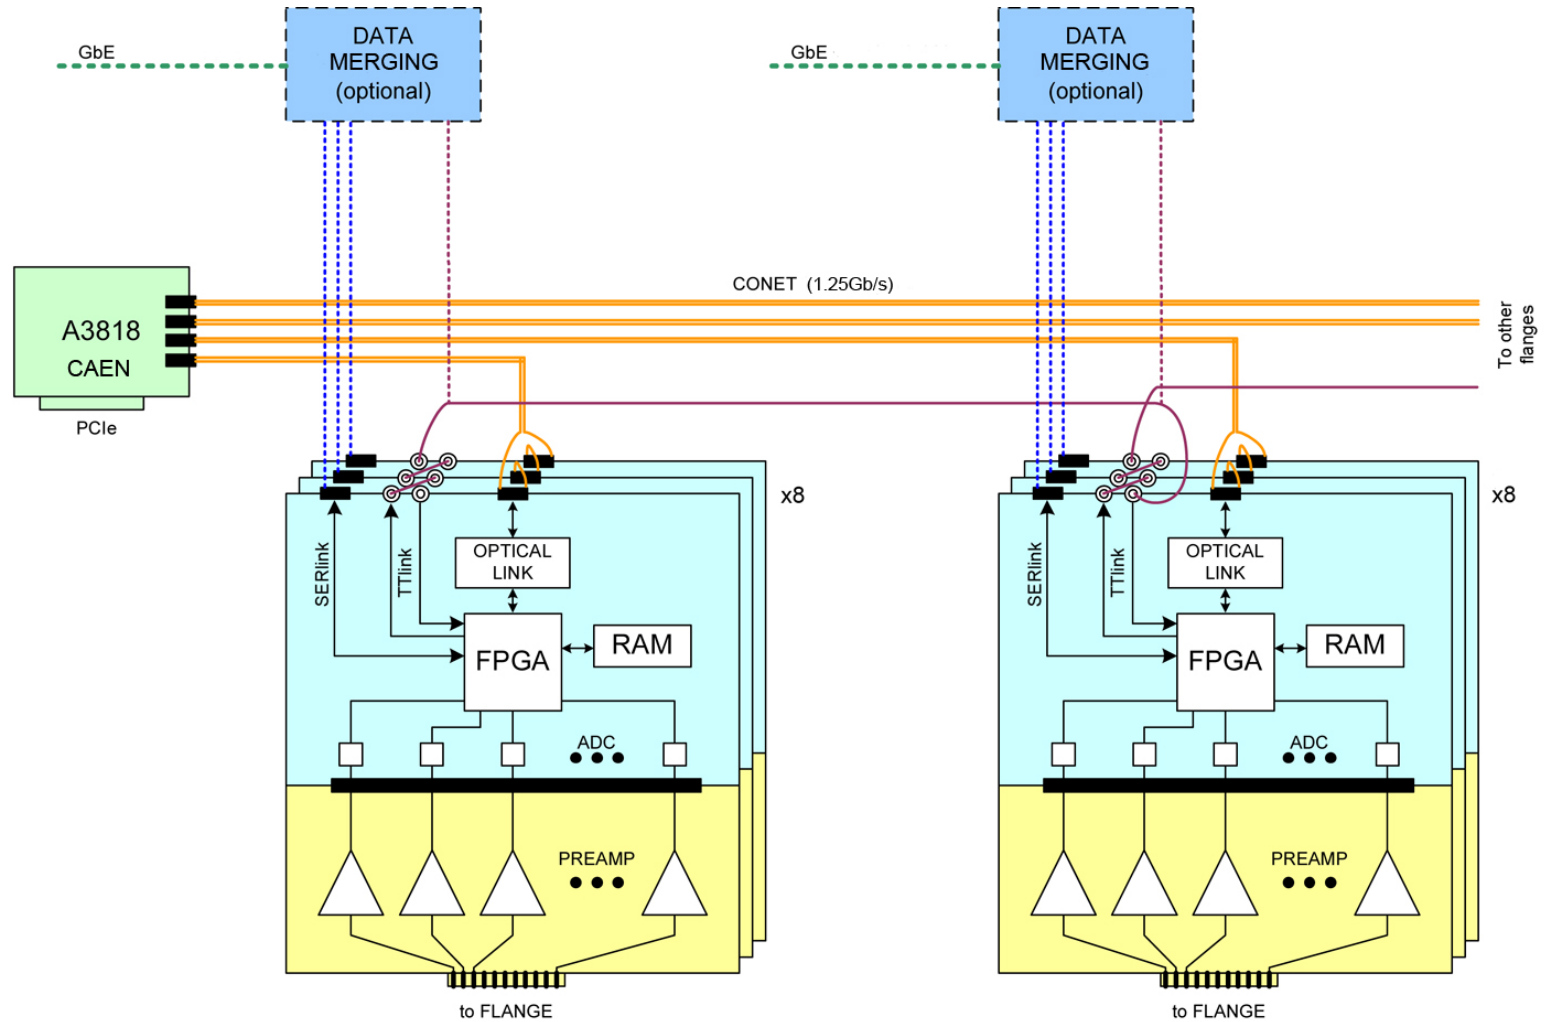 GbE
DATA
MERGING
(optional)
GbE
DATA
MERGING
(optional)
CONET (1.25Gb/s)
A3818
CAEN
PCIe
To other
flanges
x8
x8
SERlink
TTlink
OPTICAL
LINK
FPGA
RAM
ADC
PREAMP
to FLANGE
SERlink
TTlink
OPTICAL
LINK
FPGA
RAM
ADC
PREAMP
to FLANGE